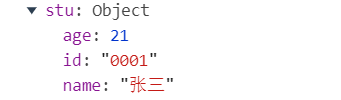 stu: Object
age: 21
id: "0001"
name: "张三"